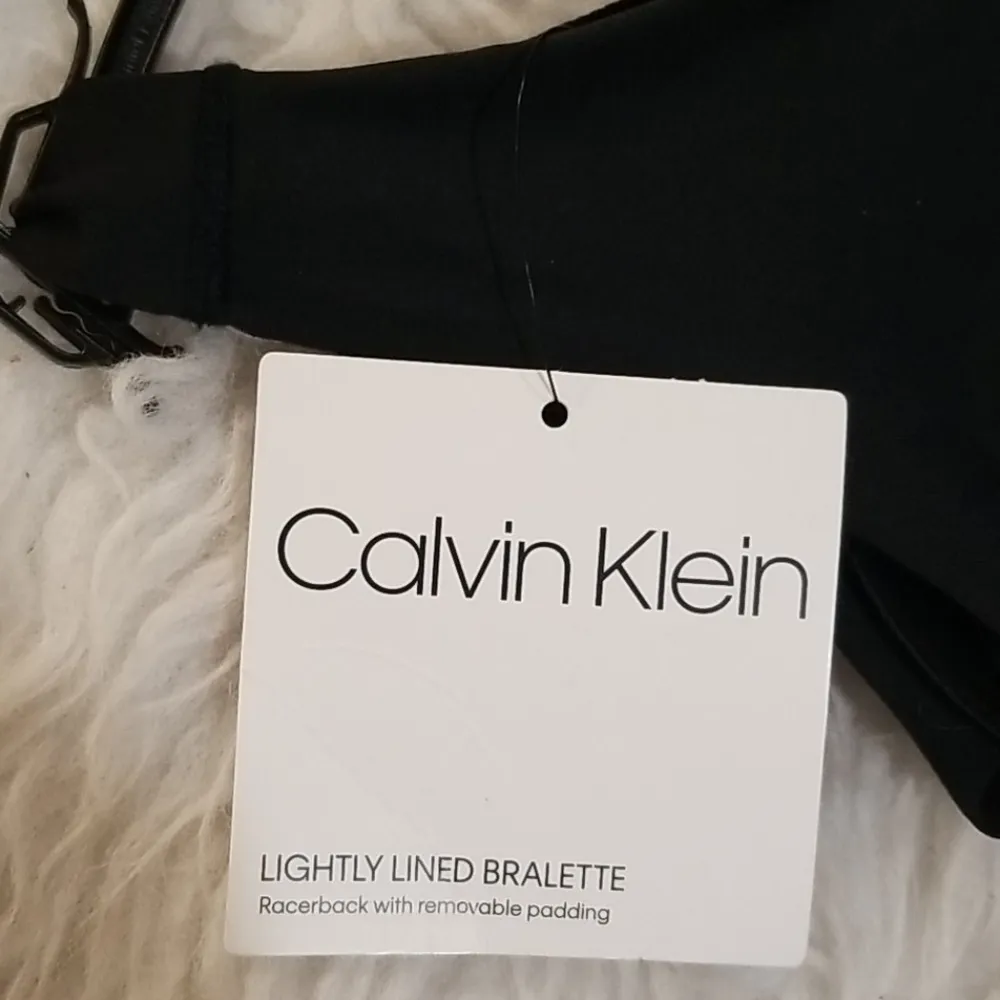 Calvin Klein
LIGHTLY LINED BRALETTE
Racerback with removable padding